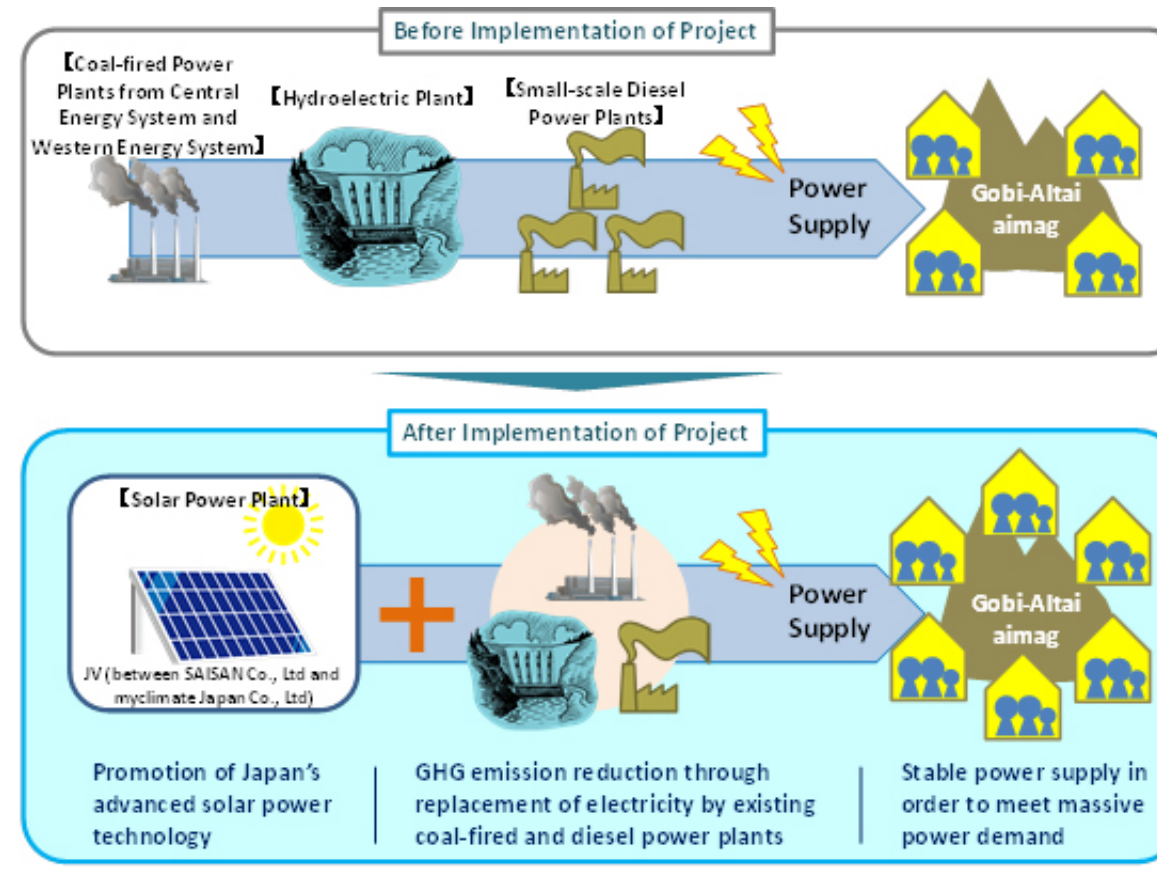 Before Implementation of Project
【Coal-fired Power
Plants from Central
Energy System and
Western Energy System】
【Hydroelectric Plant】
【Small-scale Diesel
Power Plants】
Power
Supply
Gobi-Altai
aimag
After Implementation of Project
【Solar Power Plant】
JV (between SAISAN Co., Ltd and
myclimate Japan Co., Ltd)
Power
Supply
Gobi-Altai
aimag
Promotion of Japan's
advanced solar power
technology
GHG emission reduction through
replacement of electricity by existing
coal-fired and diesel power plants
Stable power supply in
order to meet massive
power demand